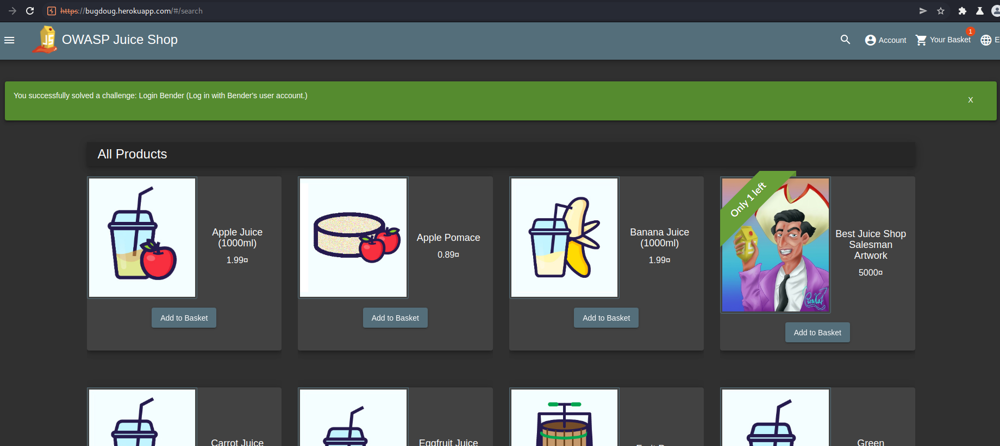 https://bugdoug.herokuapp.com/#/search
OWASP Juice Shop
Account
Your Basket
1
E
You successfully solved a challenge: Login Bender (Log in with Bender's user account.)
X
All Products
Apple Juice
(1000ml)
1.99¤
Add to Basket
Apple Pomace
0.89¤
Add to Basket
Banana Juice
(1000ml)
1.99¤
Add to Basket
Only 1 left
Best Juice Shop
Salesman
Artwork
5000¤
Add to Basket
Carrot Juice
Eggfruit Juice
Green